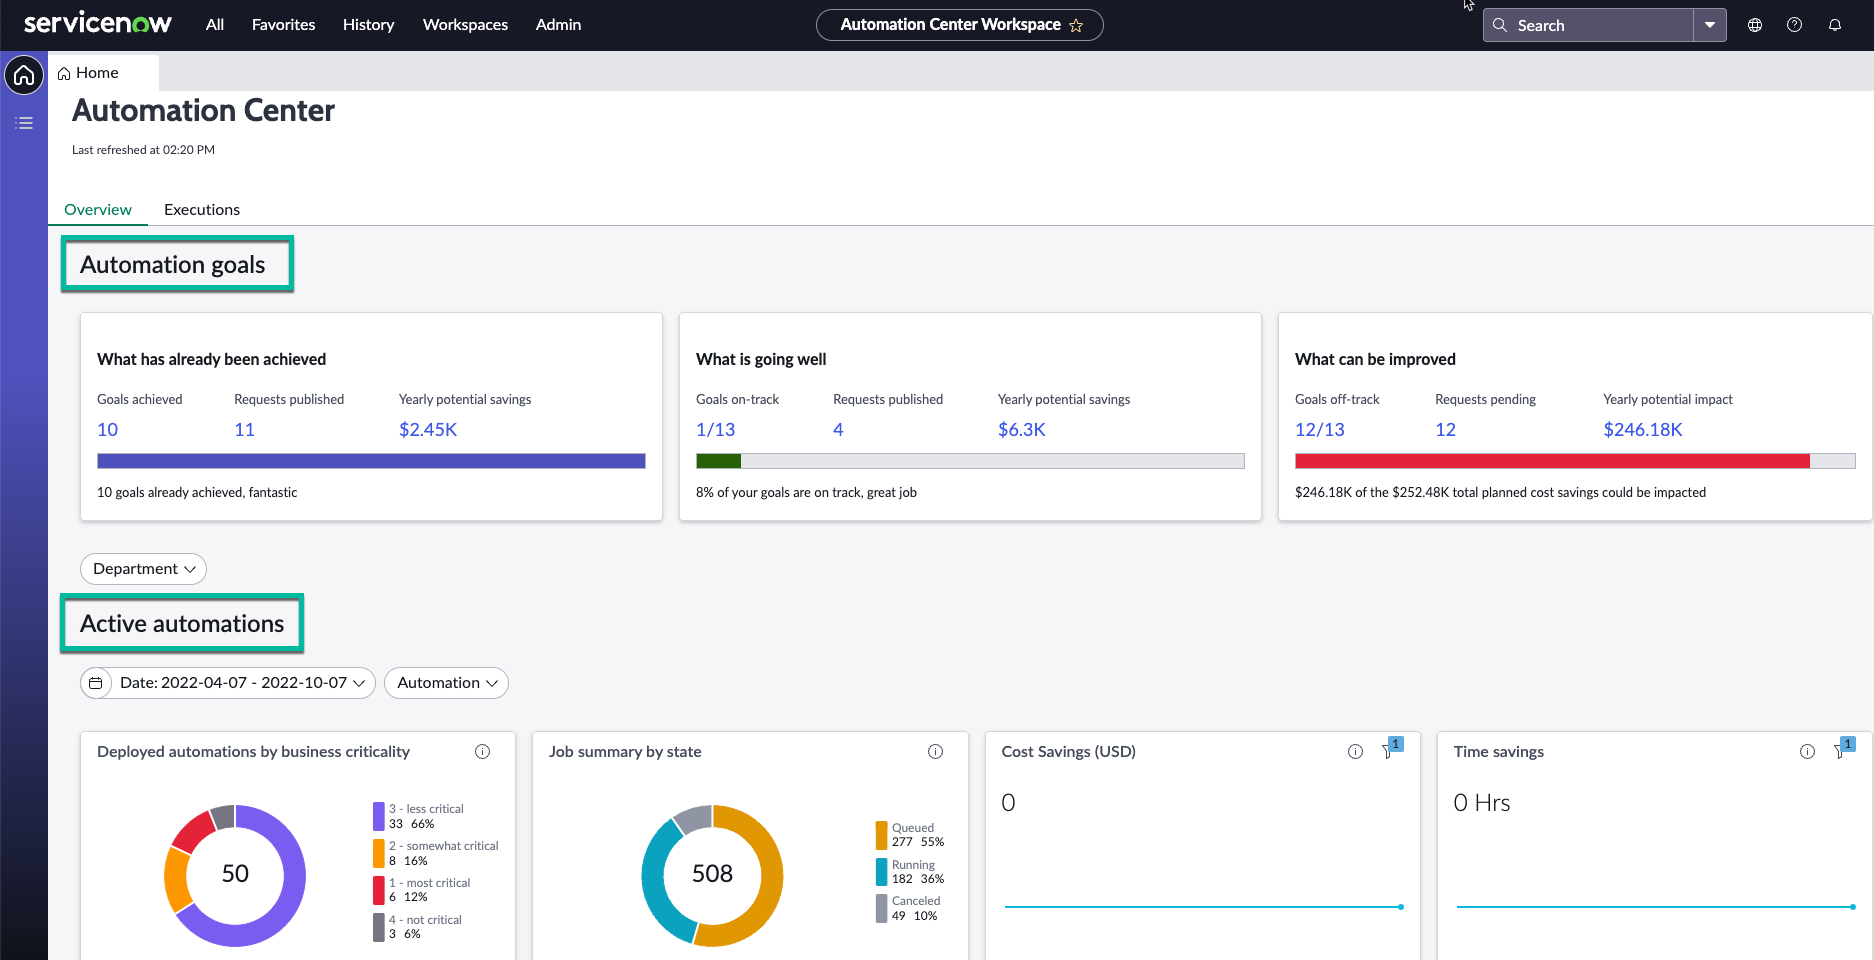 servicenow All Favorites History Workspaces Admin Automation Center Workspace Search
Home
Automation Center
Last refreshed at 02:20 PM
Overview Executions
Automation goals
What has already been achieved
Goals achieved Requests published Yearly potential savings
10 11 $2.45K
10 goals already achieved, fantastic
What is going well
Goals on-track Requests published Yearly potential savings
1/13 4 $6.3K
8% of your goals are on track, great job
What can be improved
Goals off-track Requests pending Yearly potential impact
12/13 12 $246.18K
$246.18K of the $252.48K total planned cost savings could be impacted
Department
Active automations
Date: 2022-04-07 - 2022-10-07 Automation
Deployed automations by business criticality
50
3 - less critical
33 66%
2 - somewhat critical
8 16%
1 - most critical
6 12%
4 - not critical
3 6%
Job summary by state
508
Queued
277 55%
Running
182 36%
Canceled
49 10%
Cost Savings (USD) 1
0
Time savings 1
0 Hrs